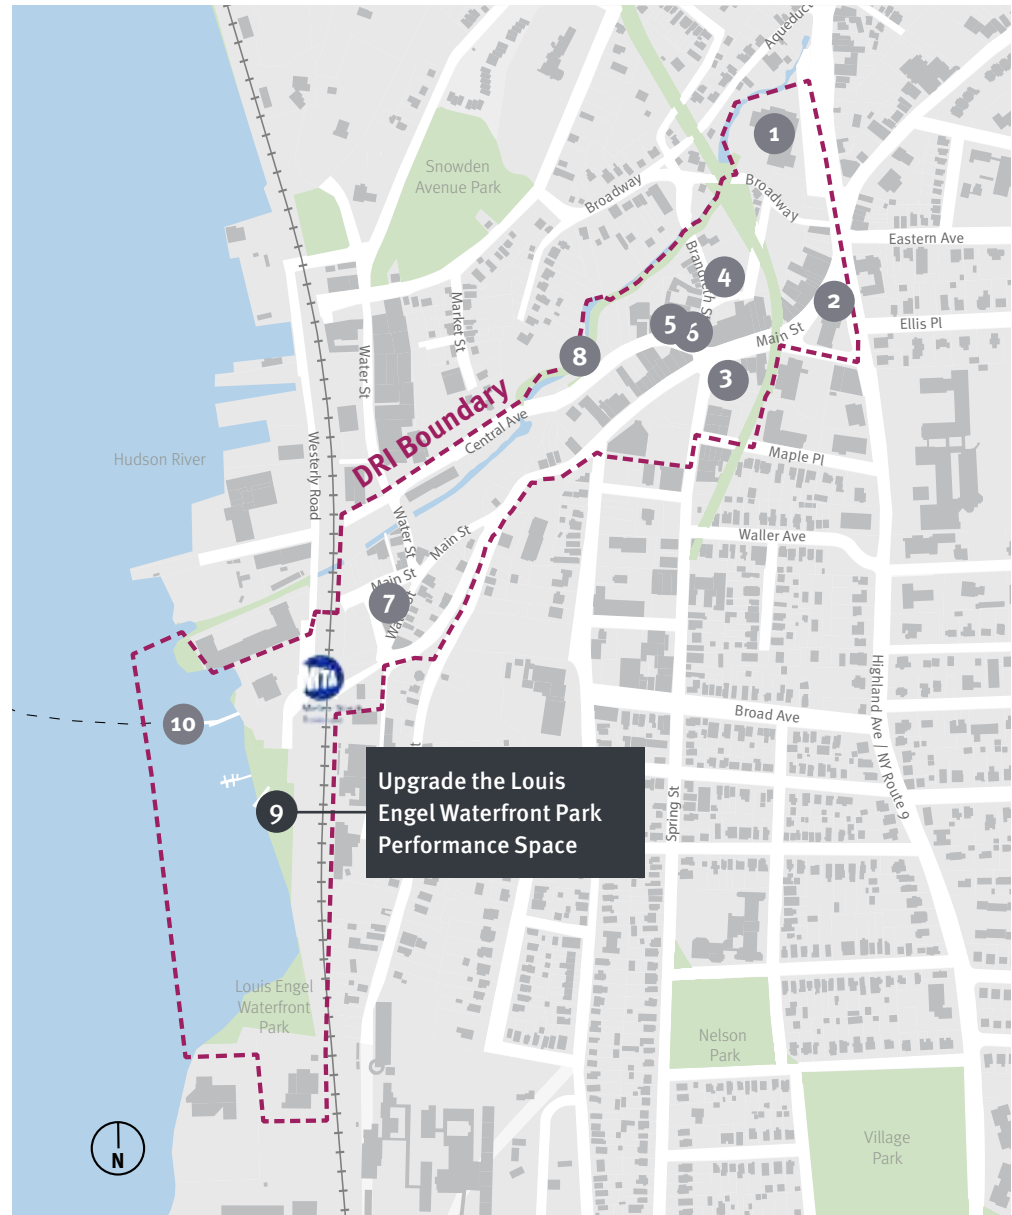 Aqueduct
1
Snowden
Avenue Park
Broadway
Broadway
Eastern Ave
Brandreth St
4
2
Market St
5
6
Main St
Ellis Pl
Water St
8
3
DRI Boundary
Central Ave
Hudson River
Westerly Road
Maple Pl
Water St
Main St
Waller Ave
Main St
7
MTA
Highland Ave / NY Route 9
10
Broad Ave
Upgrade the Louis
Engel Waterfront Park
Performance Space
9
Spring St
Louis Engel
Waterfront
Park
Nelson
Park
N
Village
Park